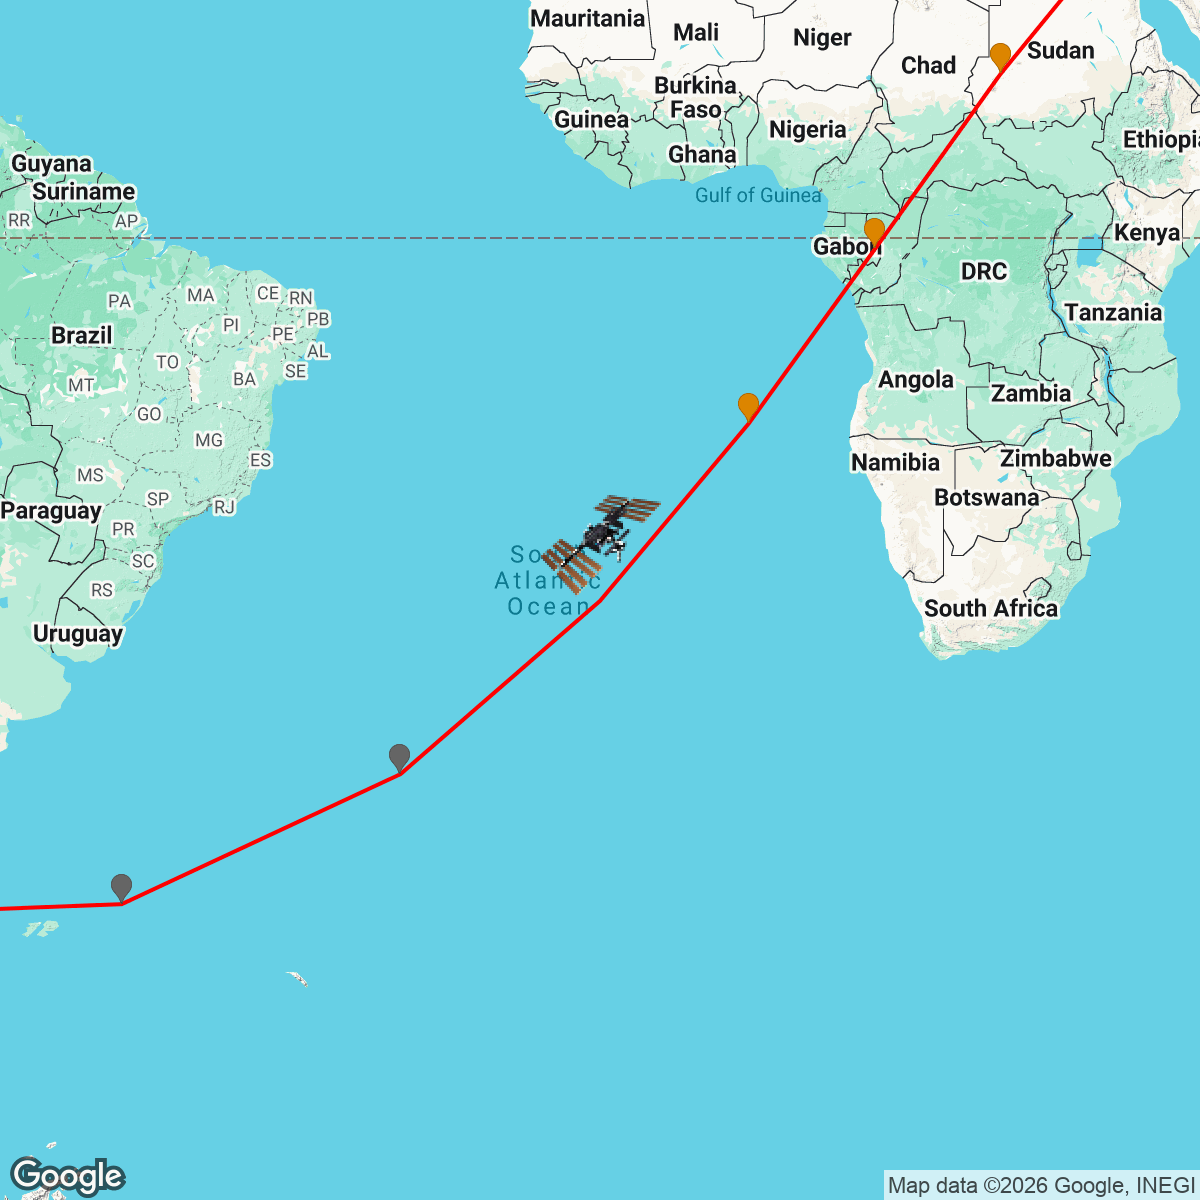 Mauritania
Mali
Niger
Chad
Sudan
Burkina
Faso
Guinea
Nigeria
Ghana
Ethiopi
Guyana
Suriname
RR
AP
Gulf of Guinea
Kenya
Gabon
DRC
PA
MA
CE
RN
PB
PI
PE
Brazil
AL
TO
SE
MT
BA
Tanzania
Angola
Zambia
GO
MG
ES
Namibia
Zimbabwe
MS
SP
RJ
Botswana
Paraguay
PR
SC
RS
Ocean
South Africa
Uruguay
Google
Map data ©2026 Google, INEGI